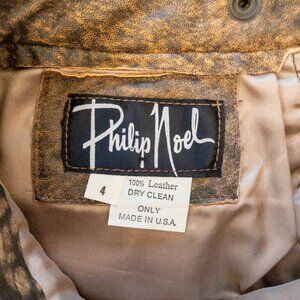 Philip Noel
4
100% Leather
DRY CLEAN
ONLY
MADE IN U.S.A.